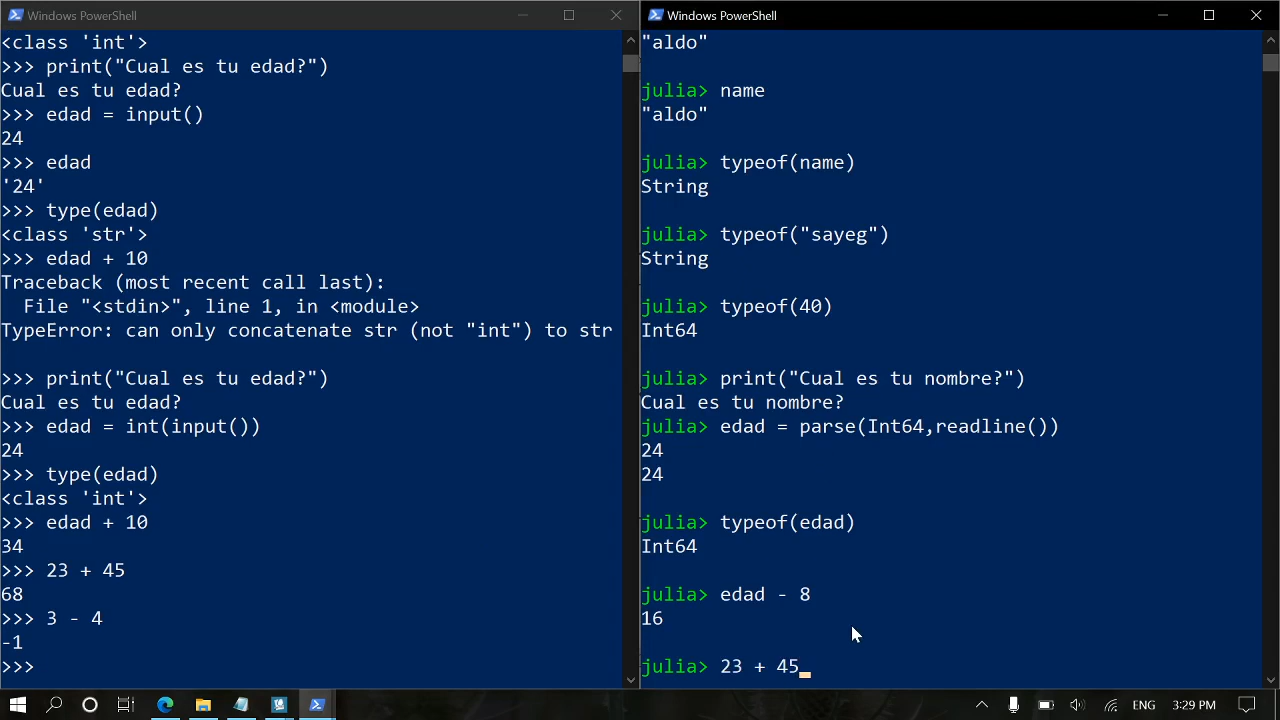 Windows PowerShell
<class 'int'>
>>> print("Cual es tu edad?")
Cual es tu edad?
>>> edad = input()
24
>>> edad
'24'
>>> type(edad)
<class 'str'>
>>> edad + 10
Traceback (most recent call last):
  File "<stdin>", line 1, in <module>
TypeError: can only concatenate str (not "int") to str
>>> print("Cual es tu edad?")
Cual es tu edad?
>>> edad = int(input())
24
>>> type(edad)
<class 'int'>
>>> edad + 10
34
>>> 23 + 45
68
>>> 3 - 4
-1
>>>
Windows PowerShell
"aldo"
julia> name
"aldo"
julia> typeof(name)
String
julia> typeof("sayeg")
String
julia> typeof(40)
Int64
julia> print("Cual es tu nombre?")
Cual es tu nombre?
julia> edad = parse(Int64,readline())
24
24
julia> typeof(edad)
Int64
julia> edad - 8
16
julia> 23 + 45
ENG
3:29 PM